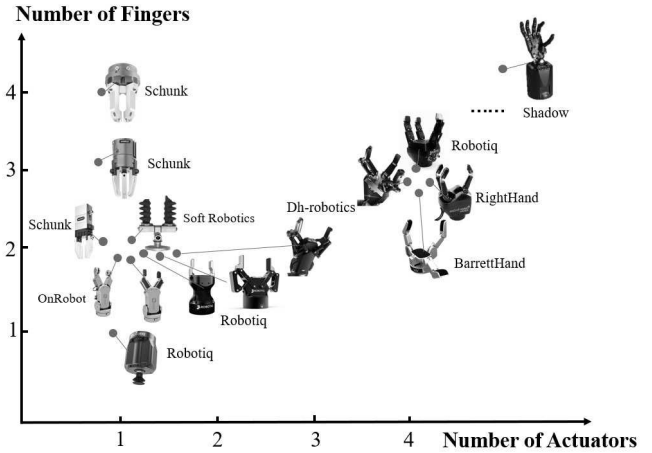 Number of Fingers
4
3
2
1
Schunk
Schunk
Schunk
Soft Robotics
Dh-robotics
OnRobot
Robotiq
Robotiq
Shadow
Robotiq
RightHand
BarrettHand
1
2
3
4
Number of Actuators